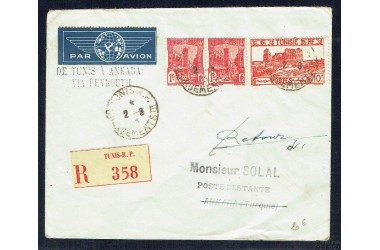 PAR AVION
TUNISIE
DE TUNIS À ANKARA
VIA BEYROUTH
TUNIS-R. P.
R 358
Retour
Monsieur SOLAL
POSTE RESTANTE
ANKARA (Turquie)